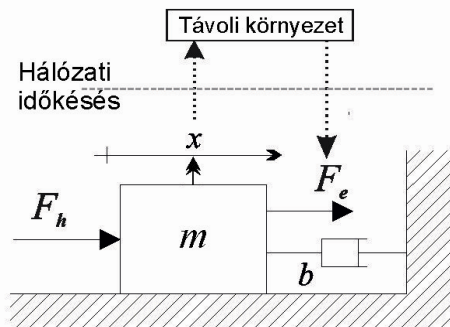 Távoli környezet
Hálózati
időkésés
x
F_h
F_e
m
b